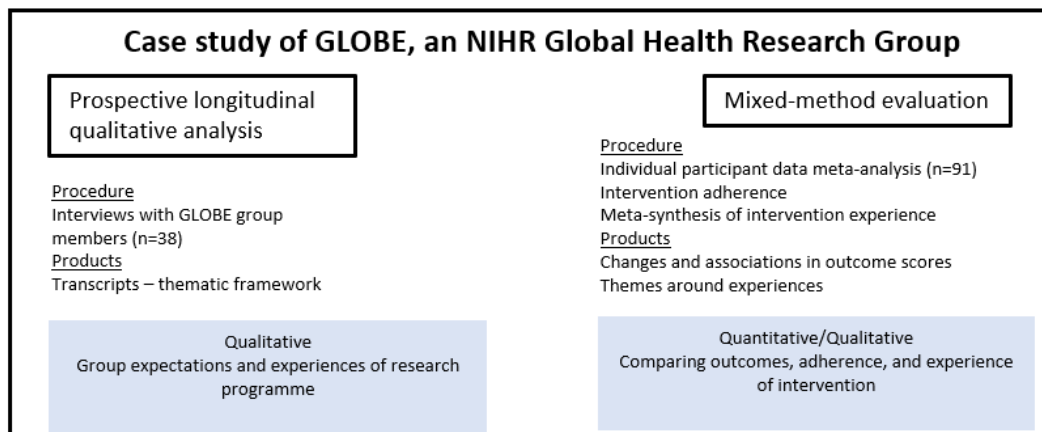 Case study of GLOBE, an NIHR Global Health Research Group
Prospective longitudinal
qualitative analysis
Procedure
Interviews with GLOBE group
members (n=38)
Products
Transcripts – thematic framework
Qualitative
Group expectations and experiences of research
programme
Mixed-method evaluation
Procedure
Individual participant data meta-analysis (n=91)
Intervention adherence
Meta-synthesis of intervention experience
Products
Changes and associations in outcome scores
Themes around experiences
Quantitative/Qualitative
Comparing outcomes, adherence, and experience
of intervention